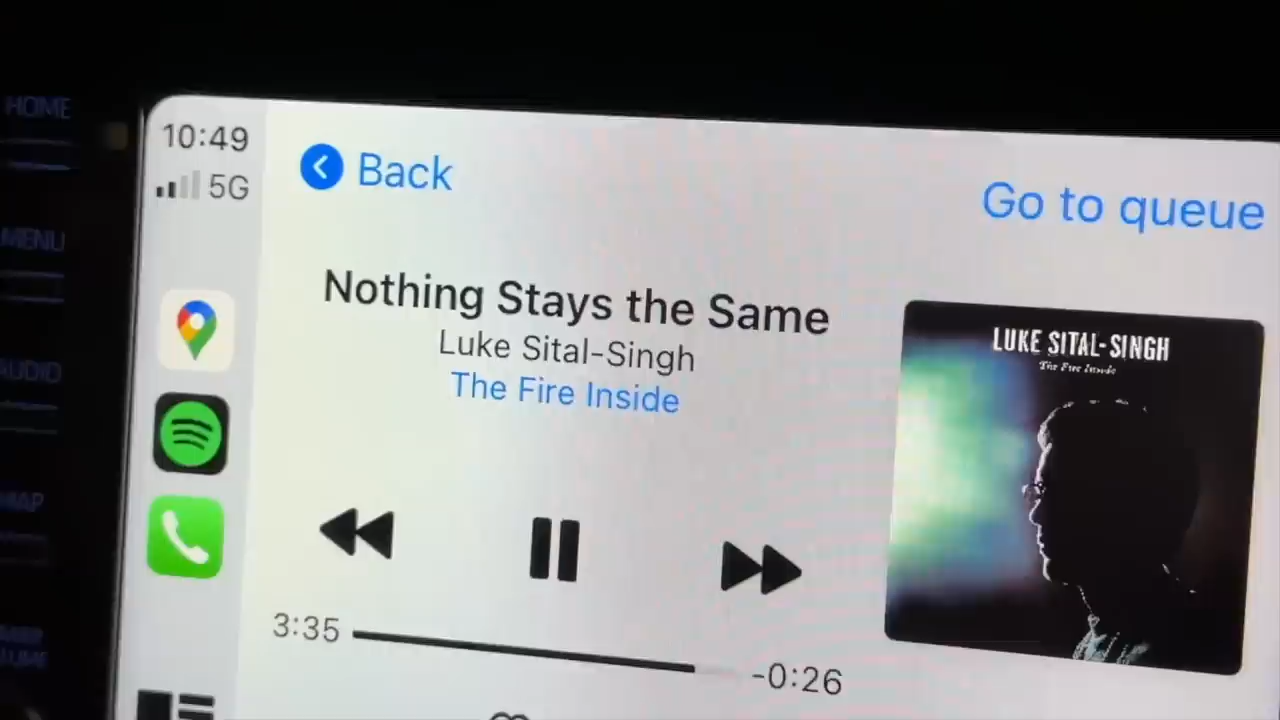 HOME
MENU
AUDIO
MAP
10:49
5G
Back
Go to queue
Nothing Stays the Same
Luke Sital-Singh
The Fire Inside
3:35
-0:26
LUKE SITAL-SINGH
The Fire Inside